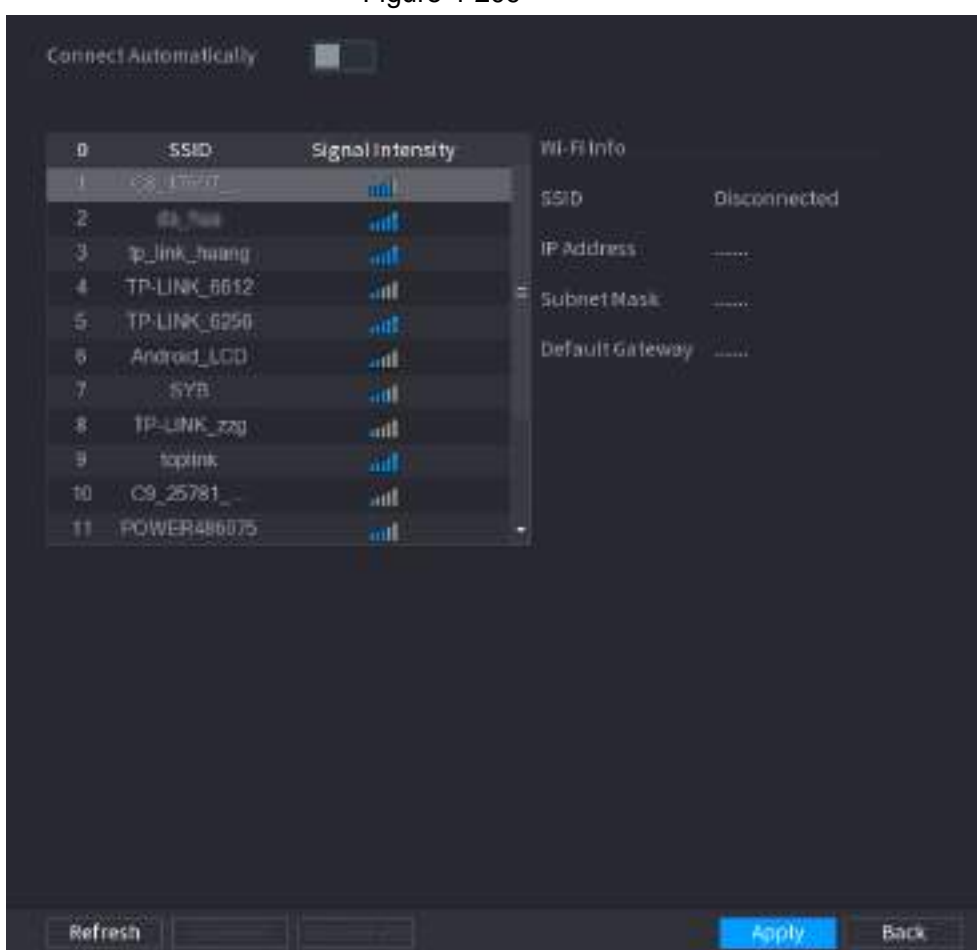 Connect Automatically
0 SSID Signal Intensity
1
2
3 tp_link_huang
4 TP-LINK_6612
5 TP-LINK_6256
6 Android_LCD
7 SYB
8 TP-LINK_zzg
9 toplink
10 C9_25781_...
11 POWER486075
Wi-Fi Info
SSID Disconnected
IP Address ......
Subnet Mask ......
Default Gateway ......
Refresh
Apply Back